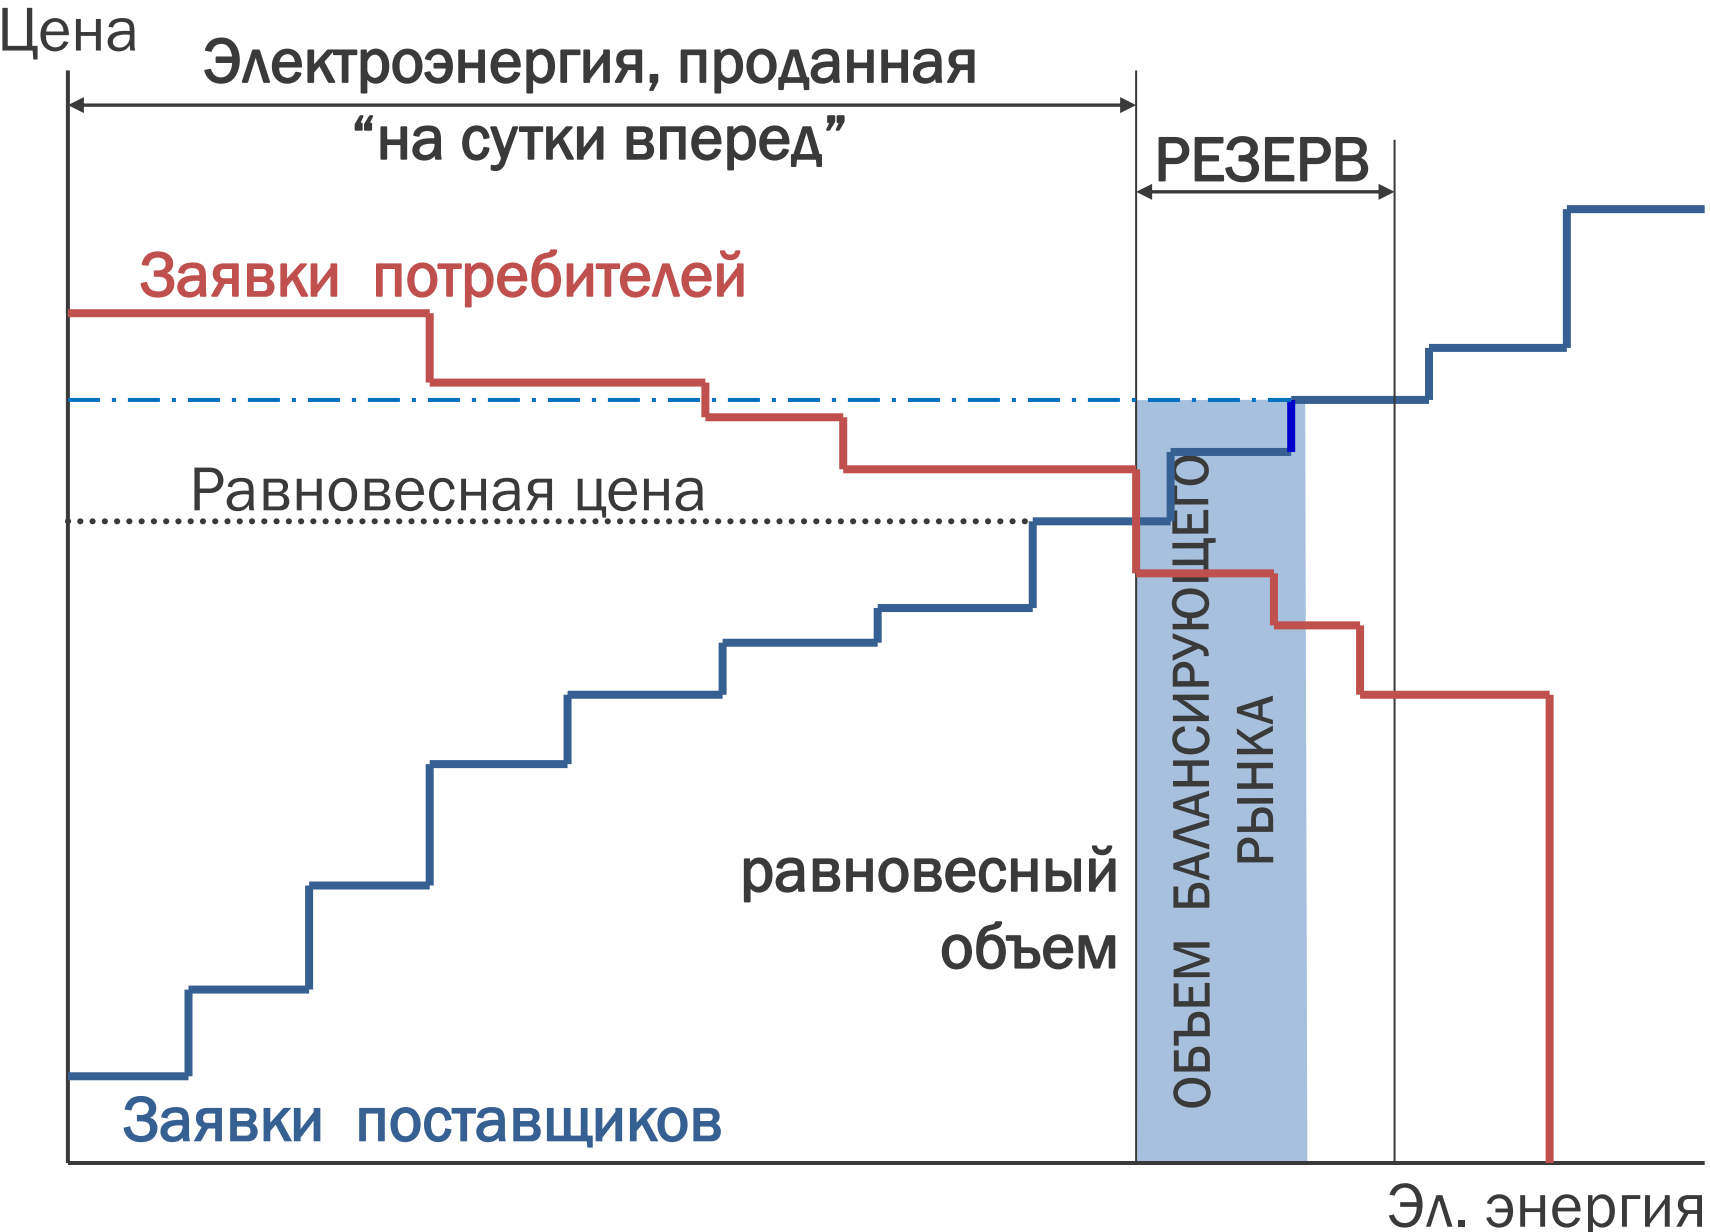 Цена
Электроэнергия, проданная
“на сутки вперед”
РЕЗЕРВ
Заявки потребителей
Равновесная цена
ОБЪЕМ БАЛАНСИРУЮЩЕГО
РЫНКА
равновесный
объем
Заявки поставщиков
Эл. энергия